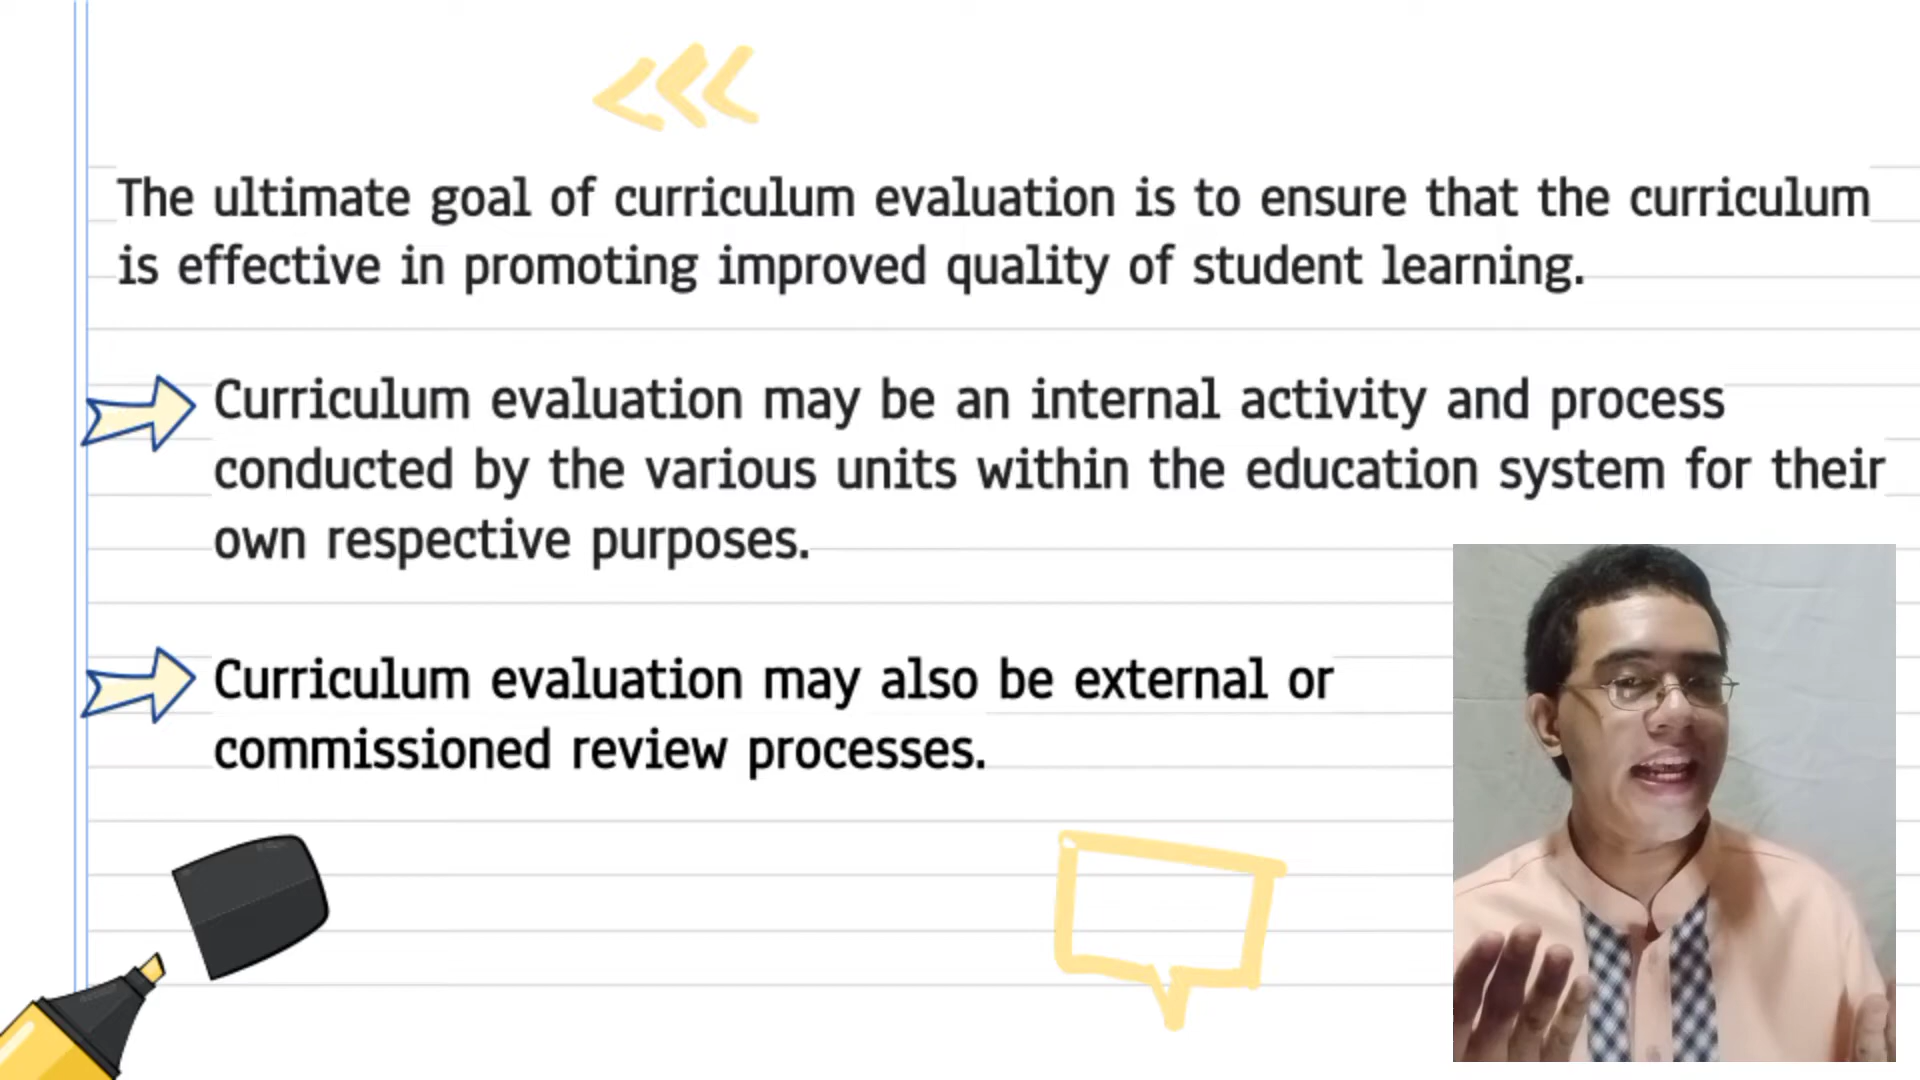 The ultimate goal of curriculum evaluation is to ensure that the curriculum
is effective in promoting improved quality of student learning.
Curriculum evaluation may be an internal activity and process
conducted by the various units within the education system for their
own respective purposes.
Curriculum evaluation may also be external or
commissioned review processes.